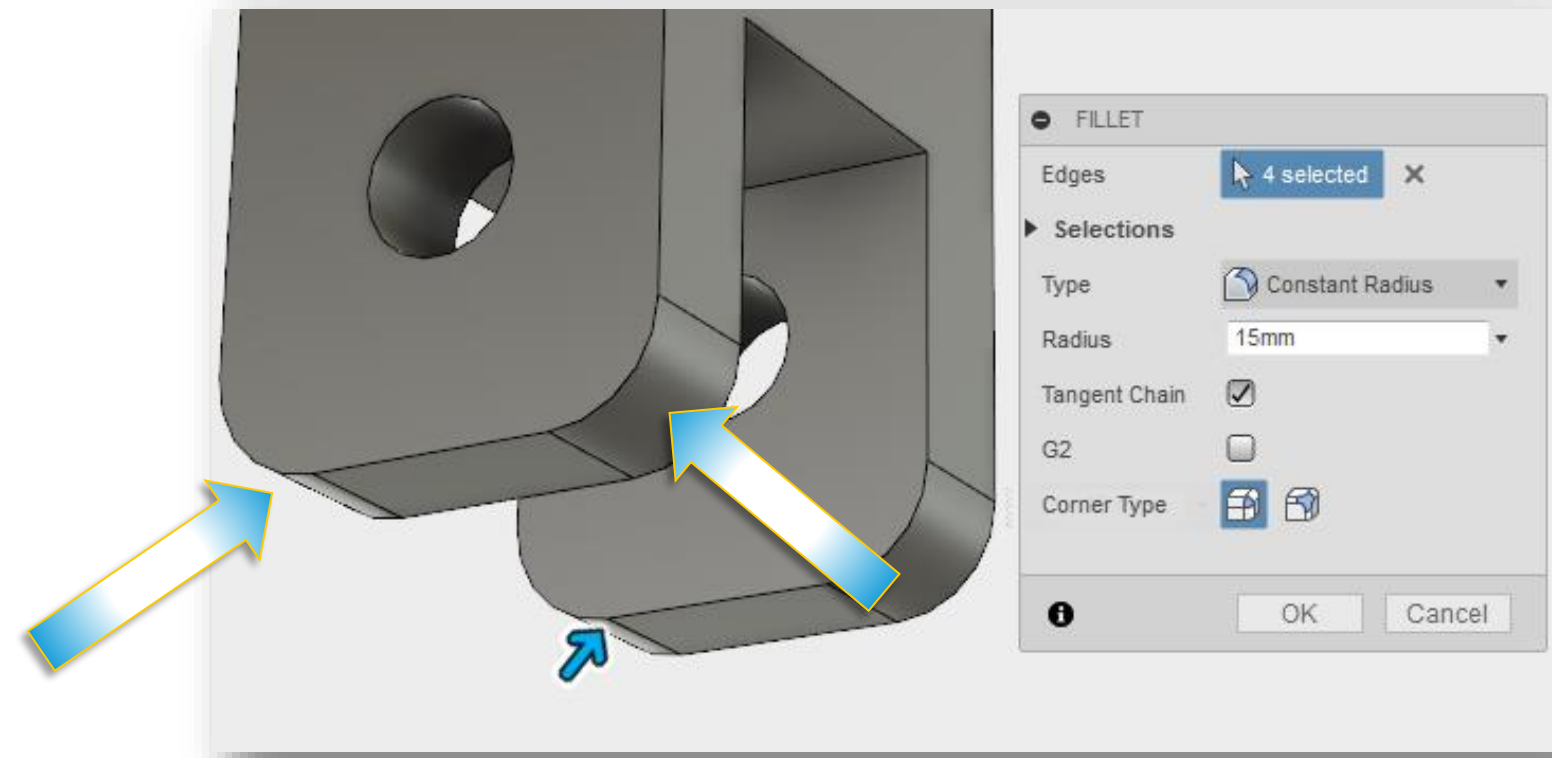 FILLET
Edges 4 selected
Selections
Type Constant Radius
Radius 15mm
Tangent Chain
G2
Corner Type
OK Cancel